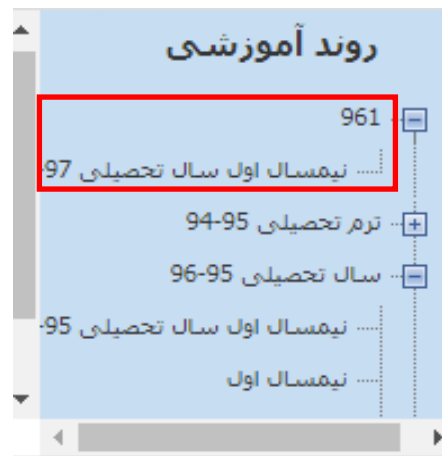 روند آموزشی
961
نیمسال اول سال تحصیلی 97-
ترم تحصیلی 95-94
سال تحصیلی 95-96
نیمسال اول سال تحصیلی 95-
نیمسال اول